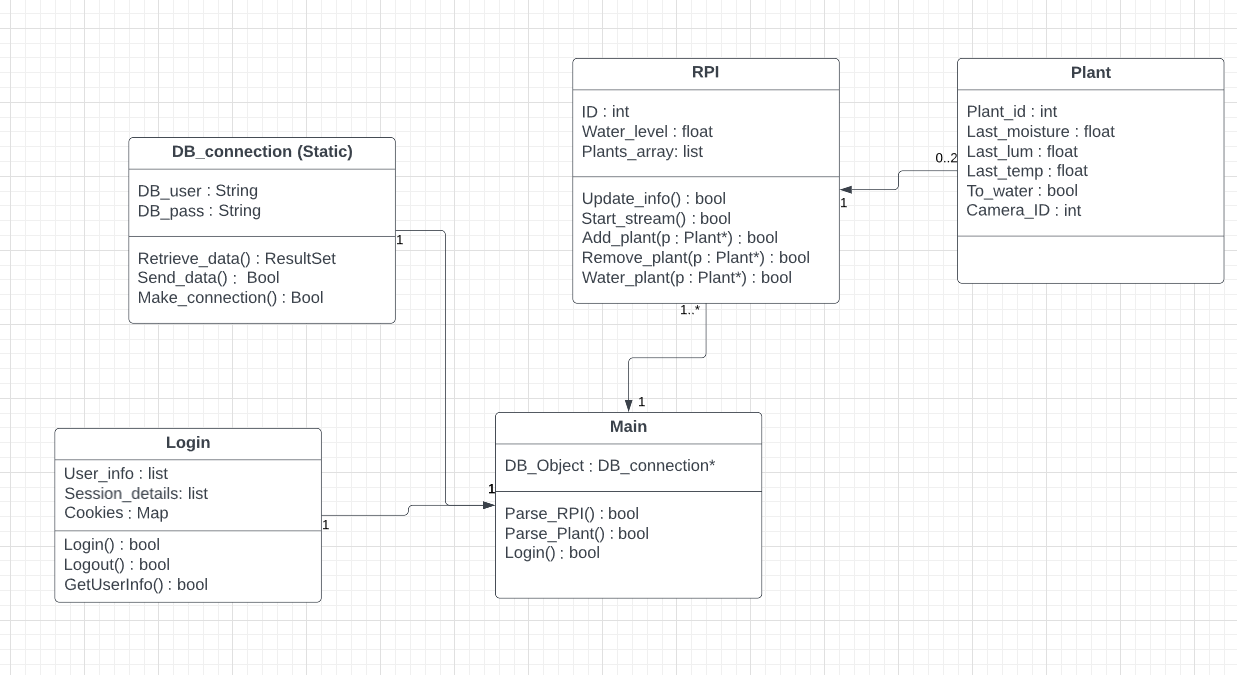 RPI
ID : int
Water_level : float
Plants_array: list
Update_info() : bool
Start_stream() : bool
Add_plant(p : Plant*) : bool
Remove_plant(p : Plant*) : bool
Water_plant(p : Plant*) : bool
1..*
Plant
Plant_id : int
Last_moisture : float
Last_lum : float
Last_temp : float
To_water : bool
Camera_ID : int
0..2
1
DB_connection (Static)
DB_user : String
DB_pass : String
Retrieve_data() : ResultSet
Send_data() : Bool
Make_connection() : Bool
1
Login
User_info : list
Session_details: list
Cookies : Map
Login() : bool
Logout() : bool
GetUserInfo() : bool
1
1
1
Main
DB_Object : DB_connection*
Parse_RPI() : bool
Parse_Plant() : bool
Login() : bool